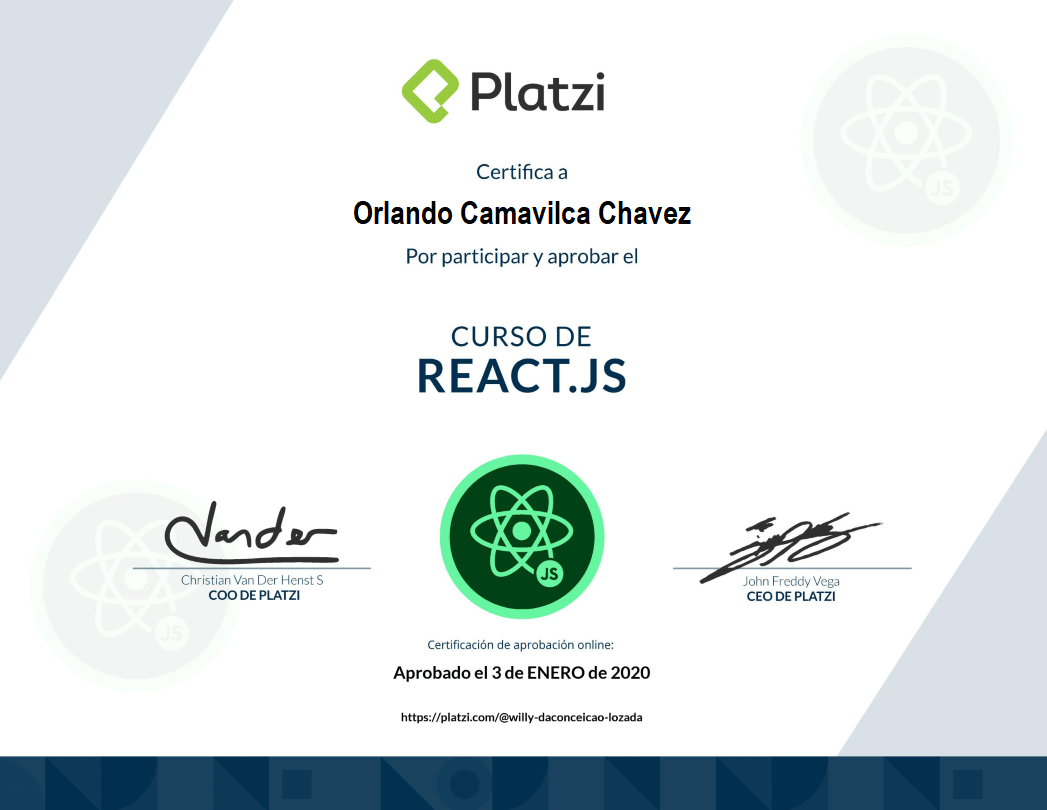 Platzi
Certifica a
Orlando Camavilca Chavez
Por participar y aprobar el
CURSO DE
REACT.JS
JS
Vander
Christian Van Der Henst S
COO DE PLATZI
JS
JS
John Freddy Vega
CEO DE PLATZI
JS
Certificación de aprobación online:
Aprobado el 3 de ENERO de 2020
https://platzi.com/@willy-daconceicao-lozada